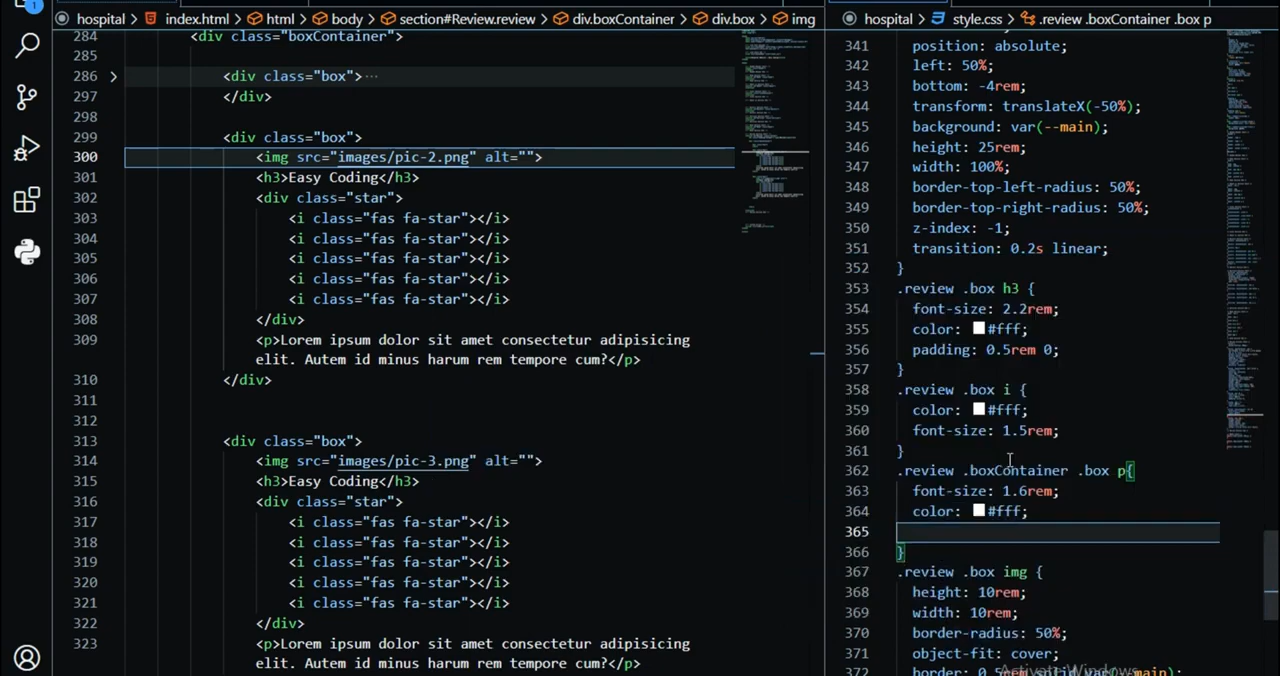 1
hospital > index.html > html > body > section#Review.review > div.boxContainer > div.box > img
284 <div class="boxContainer">
285
286 <div class="box">⋯
297 </div>
298
299 <div class="box">
300 <img src="images/pic-2.png" alt="">
301 <h3>Easy Coding</h3>
302 <div class="star">
303 <i class="fas fa-star"></i>
304 <i class="fas fa-star"></i>
305 <i class="fas fa-star"></i>
306 <i class="fas fa-star"></i>
307 <i class="fas fa-star"></i>
308 </div>
309 <p>Lorem ipsum dolor sit amet consectetur adipisicing
elit. Autem id minus harum rem tempore cum?</p>
310 </div>
311
312
313 <div class="box">
314 <img src="images/pic-3.png" alt="">
315 <h3>Easy Coding</h3>
316 <div class="star">
317 <i class="fas fa-star"></i>
318 <i class="fas fa-star"></i>
319 <i class="fas fa-star"></i>
320 <i class="fas fa-star"></i>
321 <i class="fas fa-star"></i>
322 </div>
323 <p>Lorem ipsum dolor sit amet consectetur adipisicing
elit. Autem id minus harum rem tempore cum?</p>
hospital > style.css > .review .boxContainer .box p
341 position: absolute;
342 left: 50%;
343 bottom: -4rem;
344 transform: translateX(-50%);
345 background: var(--main);
346 height: 25rem;
347 width: 100%;
348 border-top-left-radius: 50%;
349 border-top-right-radius: 50%;
350 z-index: -1;
351 transition: 0.2s linear;
352 }
353 .review .box h3 {
354 font-size: 2.2rem;
355 color: #fff;
356 padding: 0.5rem 0;
357 }
358 .review .box i {
359 color: #fff;
360 font-size: 1.5rem;
361 }
362 .review .boxContainer .box p{
363 font-size: 1.6rem;
364 color: #fff;
365
366 }
367 .review .box img {
368 height: 10rem;
369 width: 10rem;
370 border-radius: 50%;
371 object-fit: cover;
372 border: 0.5rem solid var(--main);
Activate Windows